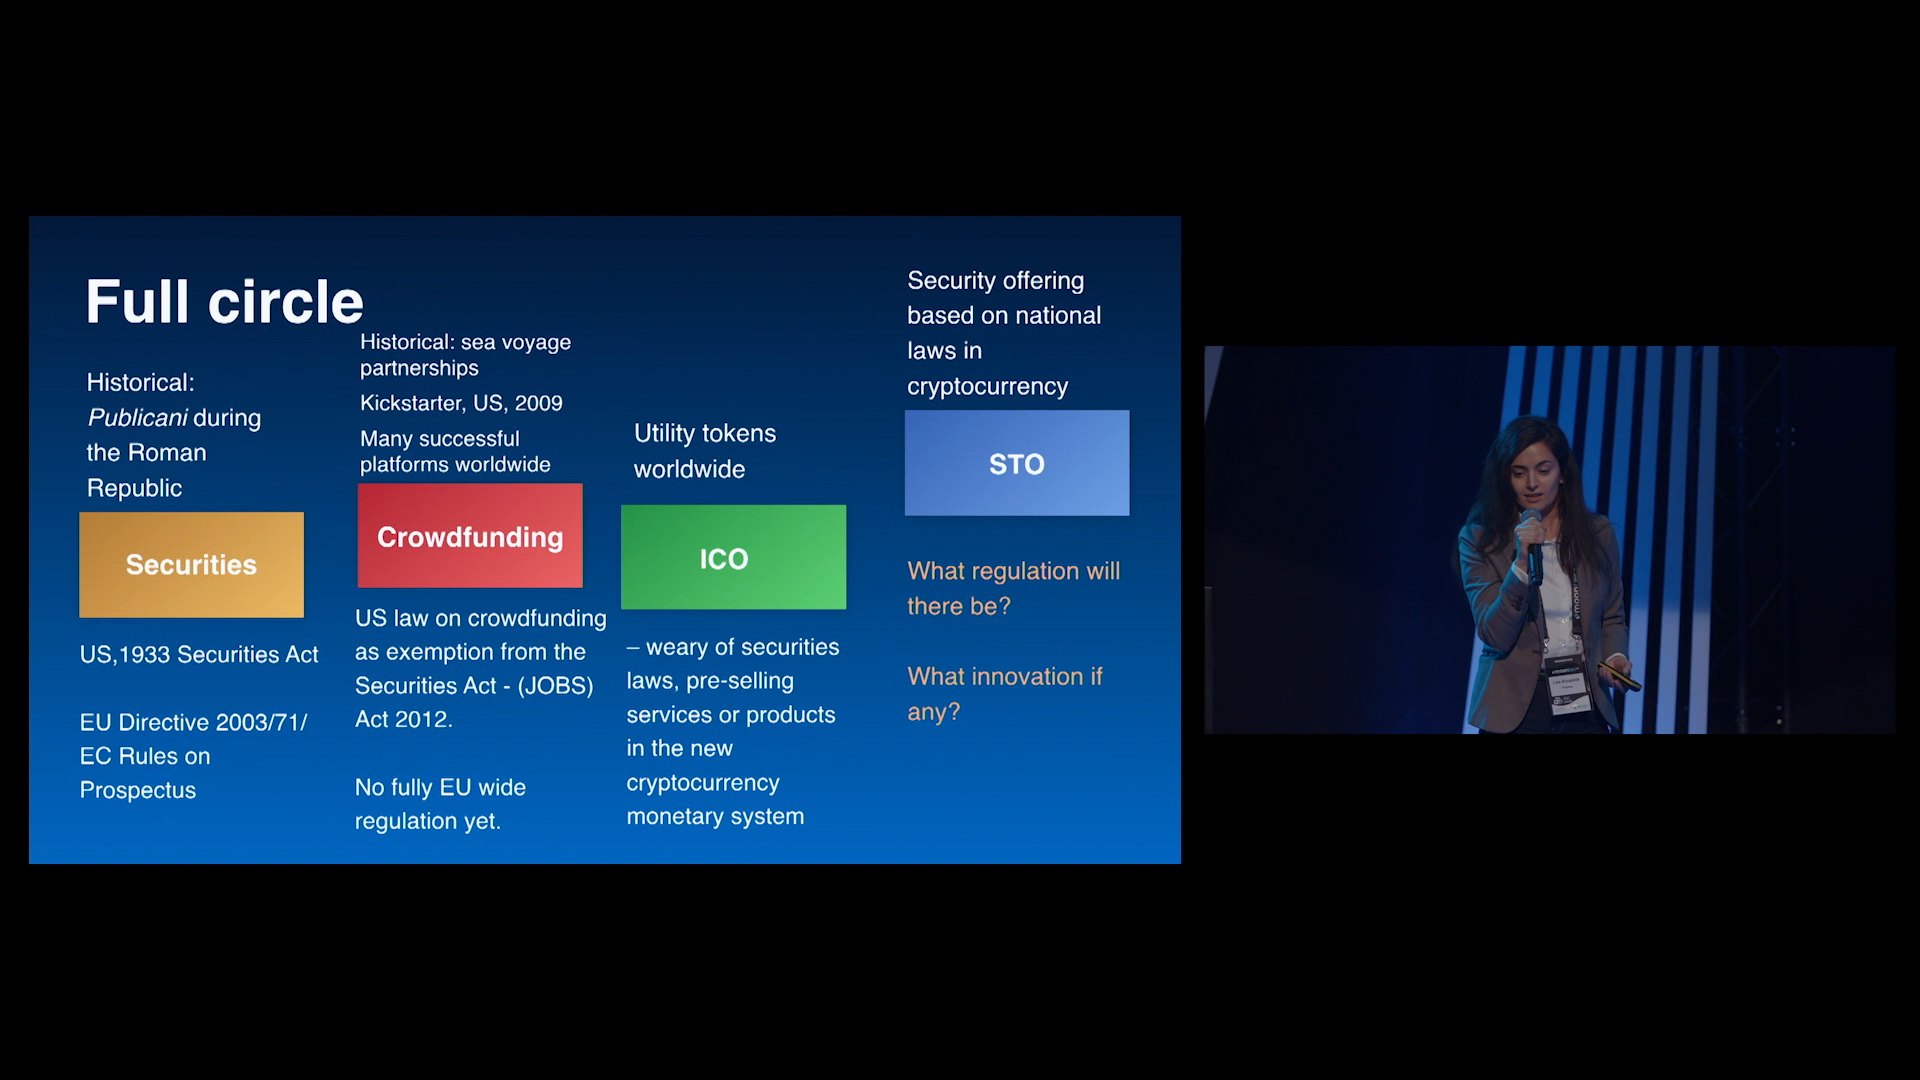 Full circle
Historical:
Publicani during
the Roman
Republic
Securities
US,1933 Securities Act
EU Directive 2003/71/
EC Rules on
Prospectus
Historical: sea voyage
partnerships
Kickstarter, US, 2009
Many successful
platforms worldwide
Crowdfunding
US law on crowdfunding
as exemption from the
Securities Act - (JOBS)
Act 2012.
No fully EU wide
regulation yet.
Utility tokens
worldwide
ICO
– weary of securities
laws, pre-selling
services or products
in the new
cryptocurrency
monetary system
Security offering
based on national
laws in
cryptocurrency
STO
What regulation will
there be?
What innovation if
any?